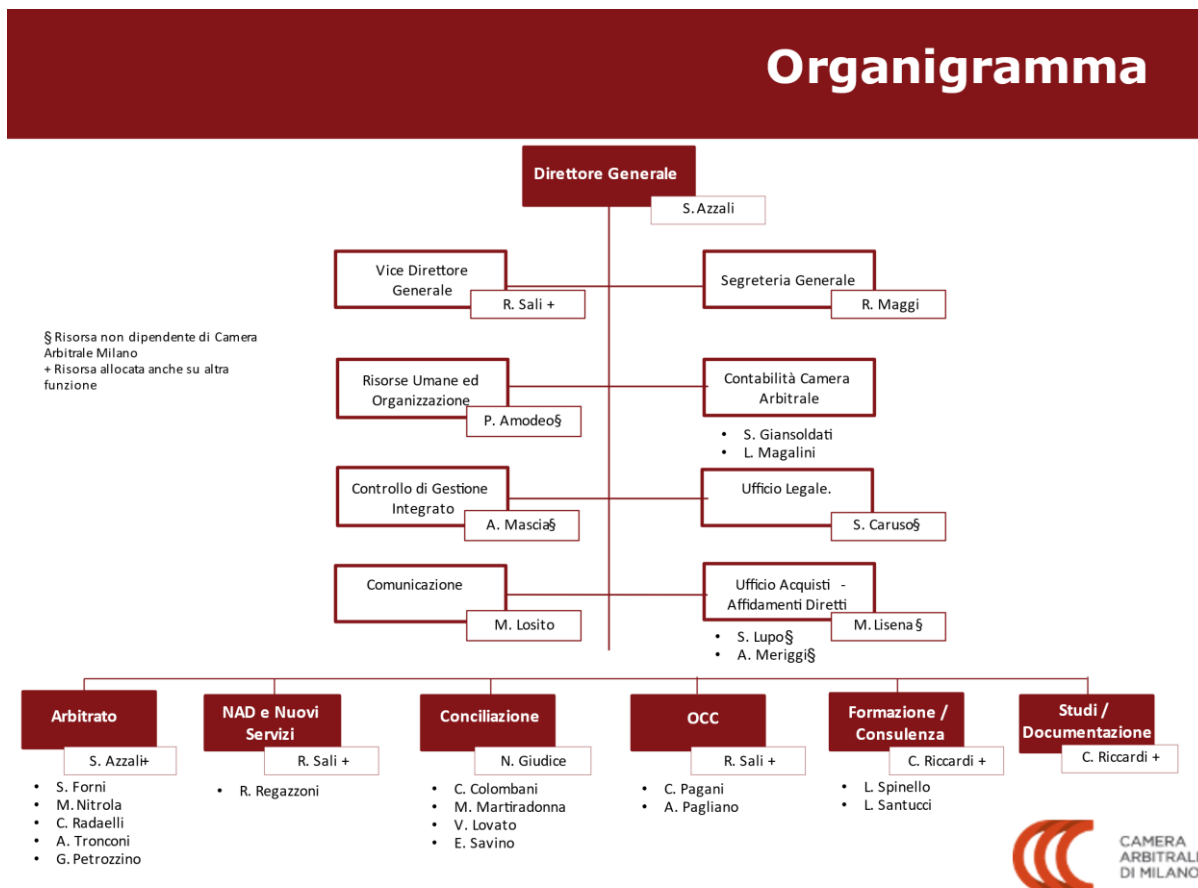 Organigramma
Direttore Generale
S. Azzali
Vice Direttore
Generale
R. Sali +
Segreteria Generale
R. Maggi
§ Risorsa non dipendente di Camera
Arbitrale Milano
+ Risorsa allocata anche su altra
funzione
Risorse Umane ed
Organizzazione
P. Amodeo§
Contabilità Camera
Arbitrale
• S. Giansoldati
• L. Magalini
Controllo di Gestione
Integrato
A. Mascia§
Ufficio Legale.
S. Caruso§
Comunicazione
M. Losito
Ufficio Acquisti -
Affidamenti Diretti
M. Lisena §
• S. Lupo§
• A. Meriggi§
Arbitrato
S. Azzali+
• S. Forni
• M. Nitrola
• C. Radaelli
• A. Tronconi
• G. Petrozzino
NAD e Nuovi
Servizi
R. Sali +
• R. Regazzoni
Conciliazione
N. Giudice
• C. Colombani
• M. Martiradonna
• V. Lovato
• E. Savino
OCC
R. Sali +
• C. Pagani
• A. Pagliano
Formazione /
Consulenza
C. Riccardi +
• L. Spinello
• L. Santucci
Studi /
Documentazione
C. Riccardi +
CAMERA
ARBITRALE
DI MILANO